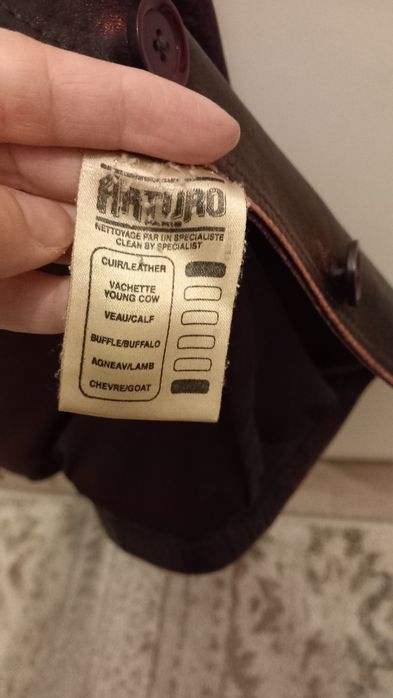 ARTURO
PARIS
NETTOYAGE PAR UN SPECIALISTE
CLEAN BY SPECIALIST
CUIR/LEATHER
VACHETTE
YOUNG COW
VEAU/CALF
BUFFLE/BUFFALO
AGNEAV/LAMB
CHEVRE/GOAT